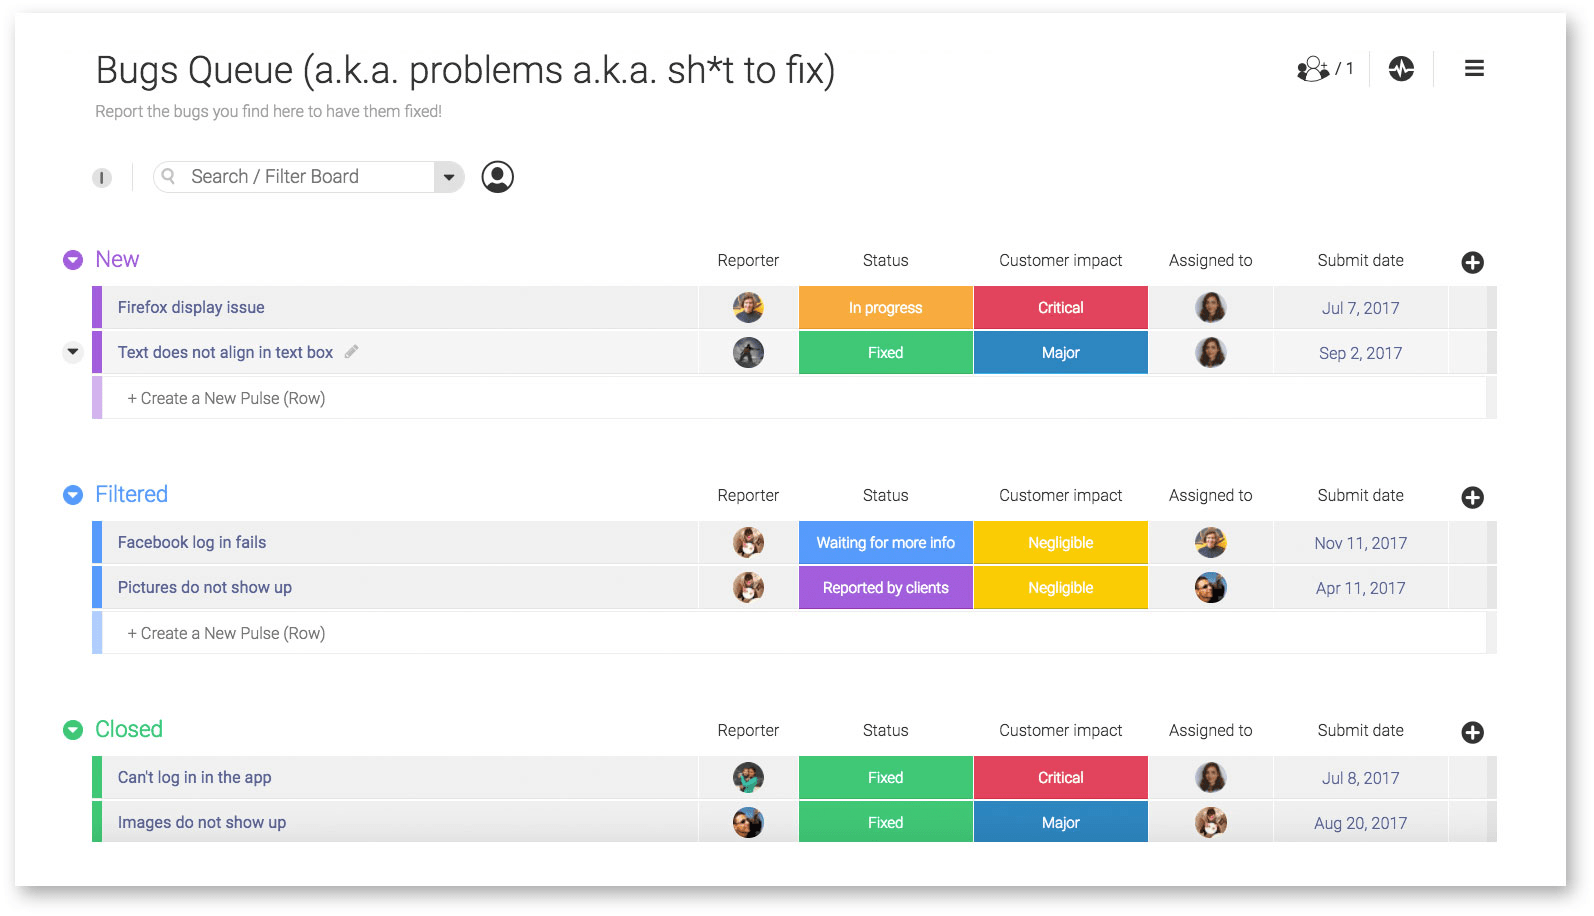 Bugs Queue (a.k.a. problems a.k.a. sh*t to fix)
/ 1
Report the bugs you find here to have them fixed!
Search / Filter Board
New Reporter Status Customer impact Assigned to Submit date
Firefox display issue In progress Critical Jul 7, 2017
Text does not align in text box Fixed Major Sep 2, 2017
+ Create a New Pulse (Row)
Filtered Reporter Status Customer impact Assigned to Submit date
Facebook log in fails Waiting for more info Negligible Nov 11, 2017
Pictures do not show up Reported by clients Negligible Apr 11, 2017
+ Create a New Pulse (Row)
Closed Reporter Status Customer impact Assigned to Submit date
Can't log in in the app Fixed Critical Jul 8, 2017
Images do not show up Fixed Major Aug 20, 2017